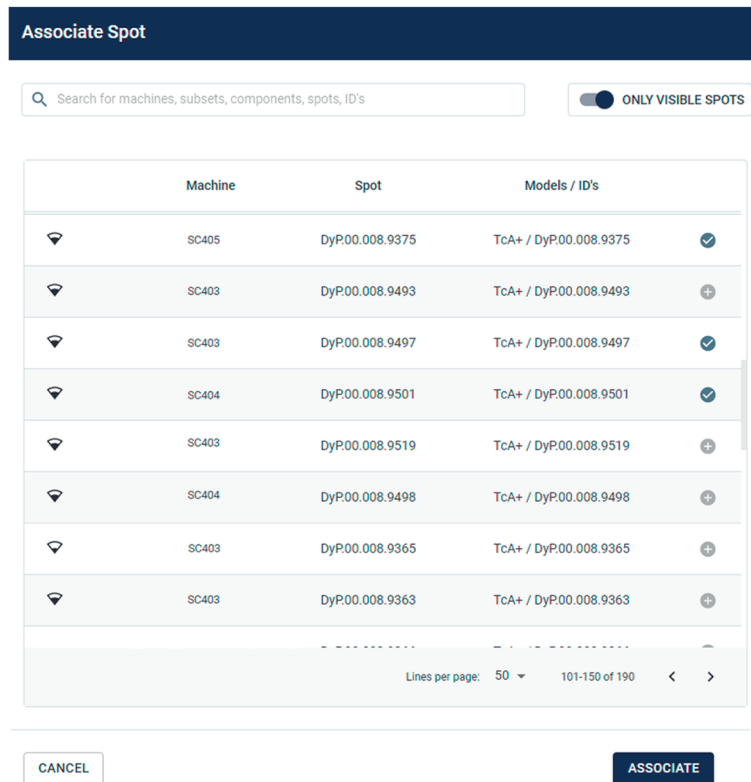 Associate Spot
Search for machines, subsets, components, spots, ID's
ONLY VISIBLE SPOTS
Machine Spot Models / ID's
SC405 DyP.00.008.9375 TcA+ / DyP.00.008.9375
SC403 DyP.00.008.9493 TcA+ / DyP.00.008.9493
SC403 DyP.00.008.9497 TcA+ / DyP.00.008.9497
SC404 DyP.00.008.9501 TcA+ / DyP.00.008.9501
SC403 DyP.00.008.9519 TcA+ / DyP.00.008.9519
SC404 DyP.00.008.9498 TcA+ / DyP.00.008.9498
SC403 DyP.00.008.9365 TcA+ / DyP.00.008.9365
SC403 DyP.00.008.9363 TcA+ / DyP.00.008.9363
Lines per page: 50 101-150 of 190
CANCEL ASSOCIATE